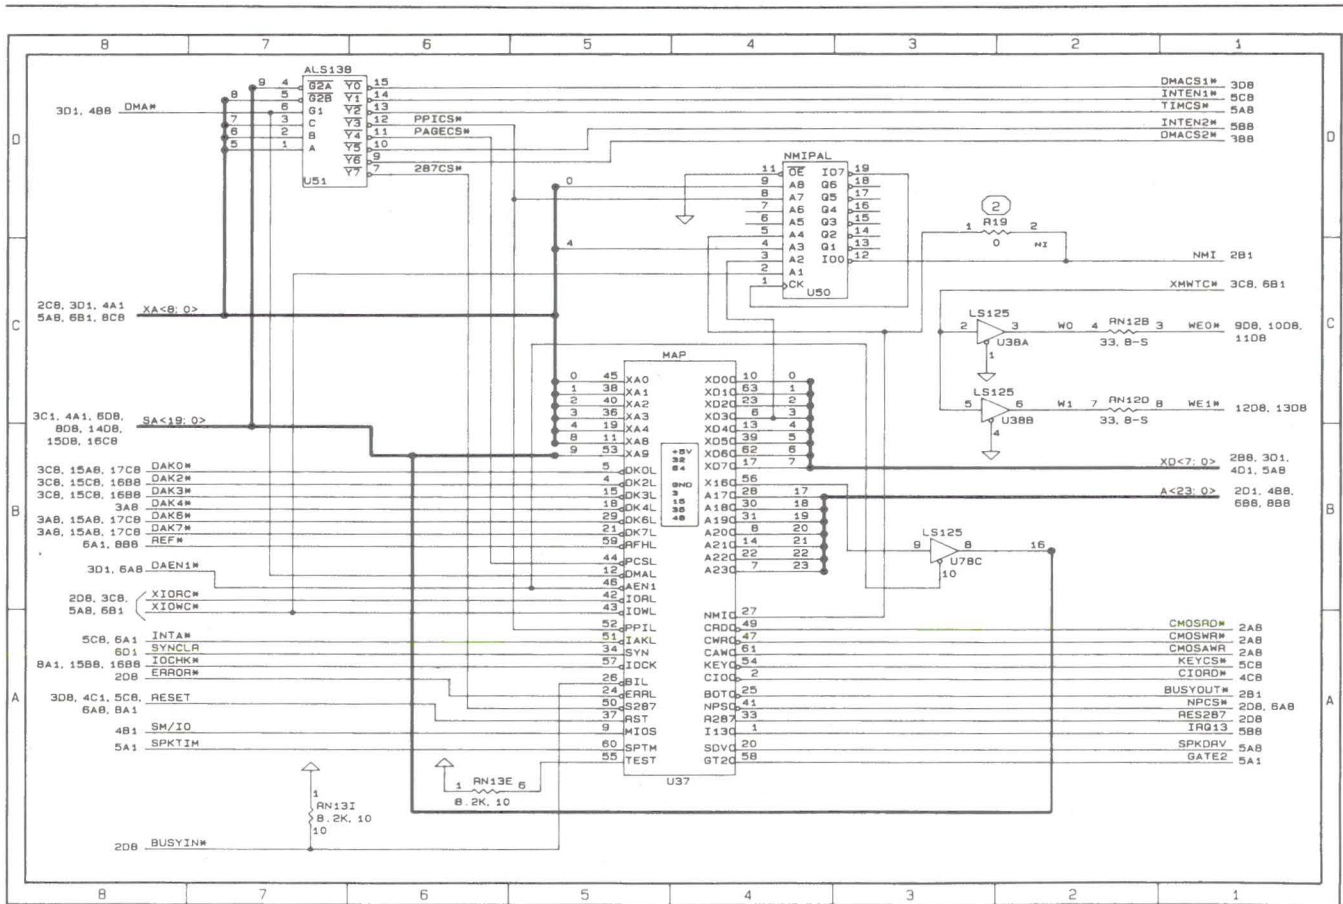 8 7 6 5 4 3 2 1
D
C
B
A
ALS138
9 4 G2A Y0 15 DMACS1* 3D8
8 5 G2B Y1 14 INTEN1* 5C8
3D1, 4B8 DMA* 6 G1 Y2 13 TIMCS* 5A8
7 3 C Y3 12 PPICS*
6 2 B Y4 11 PAGECS* INTEN2* 5B8
5 1 A Y5 10 DMACS2* 3B8
Y6 9
Y7 7 287CS*
U51
NMIPAL
11 OE IO7 19
0 9 A8 Q6 18
8 A7 Q5 17
7 A6 Q4 16
6 A5 Q3 15
5 A4 Q2 14
4 4 A3 Q1 13
3 A2 IO0 12
2 A1
1 CK
U50
2
1 R19 2
0 NI
NMI 2B1
XMWTC* 3C8, 6B1
2C8, 3D1, 4A1
5A8, 6B1, 8C8
XA<8; 0>
LS125
2 3 W0 4 RN12B 3 WE0* 9D8, 10D8,
11D8
U38A 33, 8-S
1
LS125
5 6 W1 7 RN12D 8 WE1* 12D8, 13D8
U38B 33, 8-S
4
3C1, 4A1, 6D8,
8D8, 14D8,
15D8, 16C8
SA<19; 0>
MAP
0 45 XA0 XD0 10 0
1 38 XA1 XD1 63 1
2 40 XA2 XD2 23 2
3 36 XA3 XD3 6 3
4 19 XA4 XD4 13 4
8 11 XA8 XD5 39 5
9 53 XA9 XD6 62 6
XD7 17 7
+5V
32
64
GND
3
16
35
48
XD<7; 0> 2B8, 3D1,
4D1, 5A8
3C8, 15A8, 17C8 DAK0* 5 DK0L
3C8, 15C8, 16B8 DAK2* 4 DK2L X16 56
3C8, 15C8, 16B8 DAK3* 15 DK3L A17 28 17
3A8 DAK4* 18 DK4L A18 30 18
3A8, 15A8, 17C8 DAK6* 29 DK6L A19 31 19
3A8, 15A8, 17C8 DAK7* 21 DK7L A20 8 20
6A1, 8B8 REF* 59 RFHL A21 14 21
44 PCSL A22 22 22
12 DMAL A23 7 23
A<23; 0> 2D1, 4B8,
6B8, 8B8
LS125
9 8 16
U78C
10
3D1, 6A8 DAEN1* 46 AEN1
2D8, 3C8,
5A8, 6B1
XIORC* 42 IORL
XIOWC* 43 IOWL NMI 27
52 PPIL CRD 49 CMOSRD* 2A8
5C8, 6A1 INTA* 51 IAKL CWR 47 CMOSWR* 2A8
6D1 SYNCLR 34 SYN CAW 61 CMOSAWR 2A8
8A1, 15B8, 16B8 IOCHK* 57 IOCK KEY 54 KEYCS* 5C8
2D8 ERROR* 26 BIL CIO 2 CIORD* 4C8
24 ERRL BOT 25 BUSYOUT* 2B1
3D8, 4C1, 5C8,
6A8, 8A1
RESET 50 S287 NPS 41 NPCS* 2D8, 6A8
37 RST R287 33 RES287 2D8
4B1 SM/IO 9 MIOS I13 1 IRQ13 5B8
5A1 SPKTIM 60 SPTM SDV 20 SPKDRV 5A8
55 TEST GT2 58 GATE2 5A1
U37
1 RN13E 6
8.2K, 10
1
RN13I
8.2K, 10
10
2D8 BUSYIN*
8 7 6 5 4 3 2 1